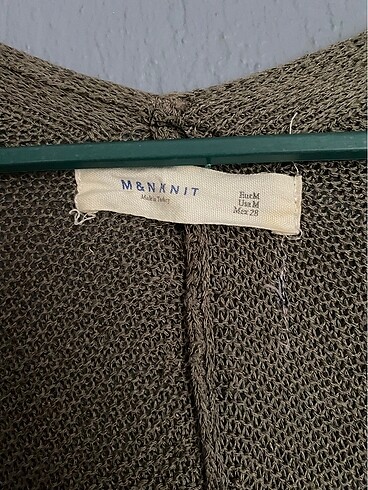 M&NKNIT
Made in Turkey
Eur M
Usa M
Mex 28